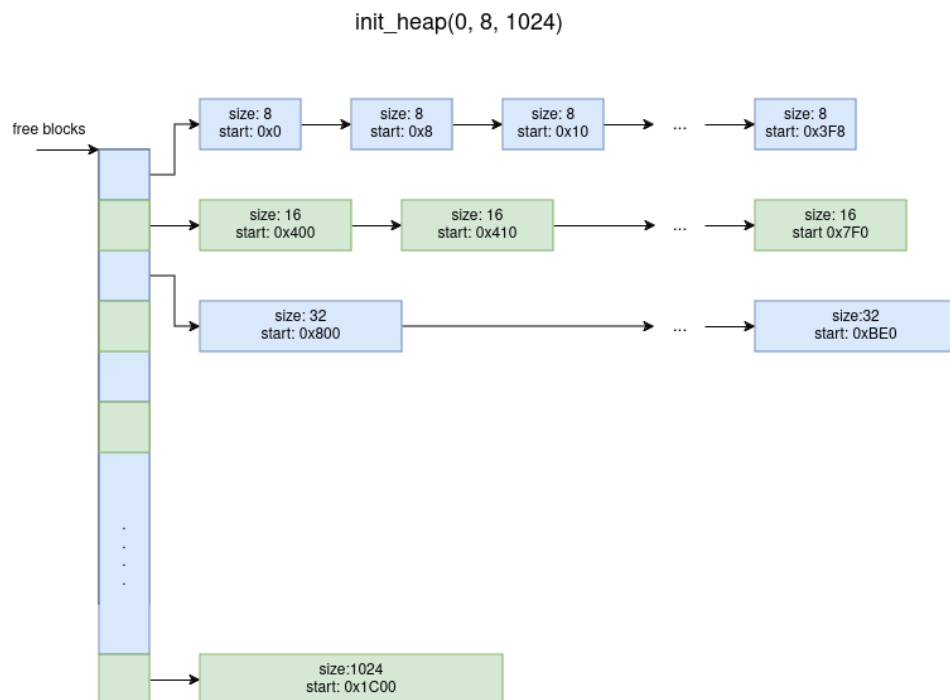 init_heap(0, 8, 1024)
free blocks
size: 8
start: 0x0
size: 8
start: 0x8
size: 8
start: 0x10
...
size: 8
start: 0x3F8
size: 16
start: 0x400
size: 16
start: 0x410
...
size: 16
start 0x7F0
size: 32
start: 0x800
...
size:32
start: 0xBE0
.
.
.
.
size:1024
start: 0x1C00